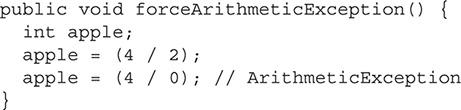 public void forceArithmeticException() {
  int apple;
  apple = (4 / 2);
  apple = (4 / 0); // ArithmeticException
}